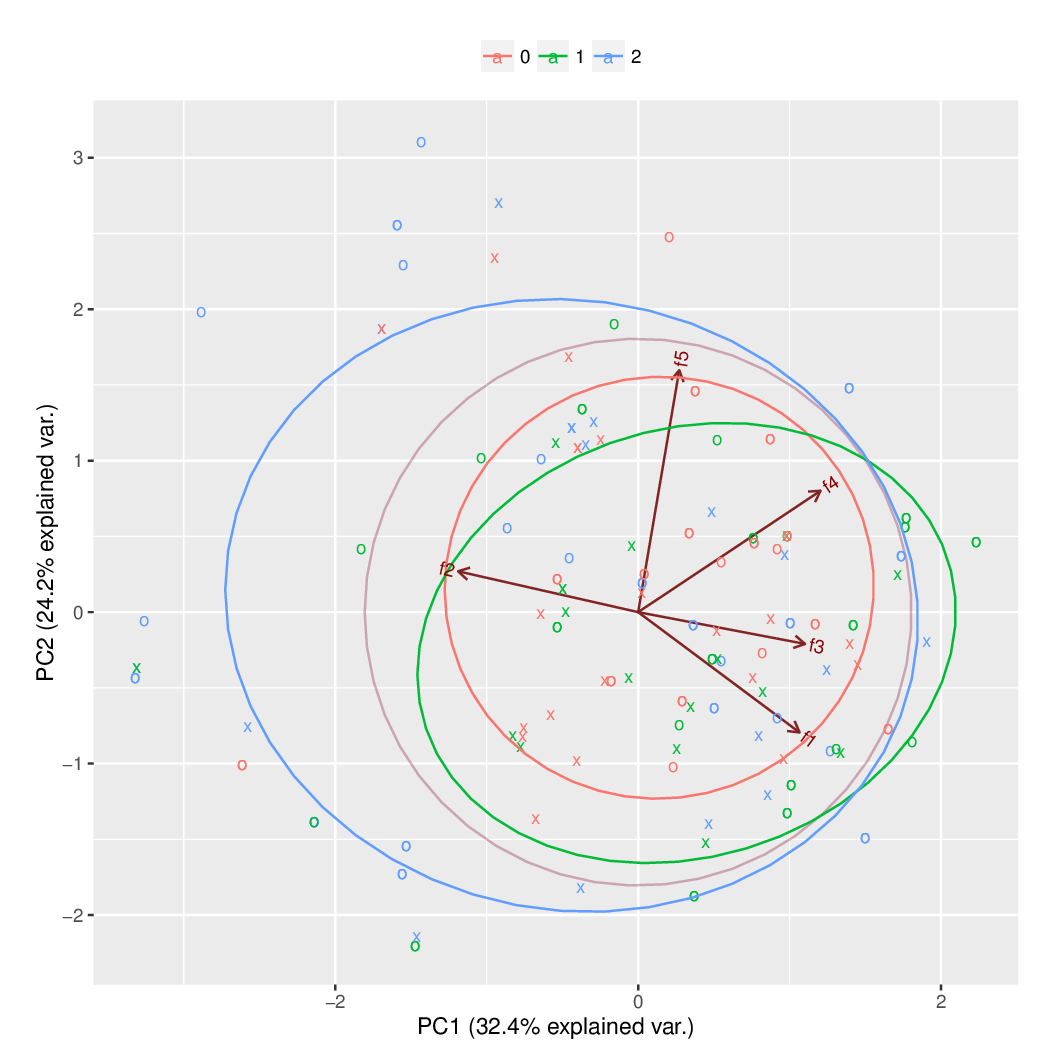 a 0 a 1 a 2
3
2
1
0
−1
−2
PC2 (24.2% explained var.)
f5
f4
f2
f3
f1
−2 0 2
PC1 (32.4% explained var.)